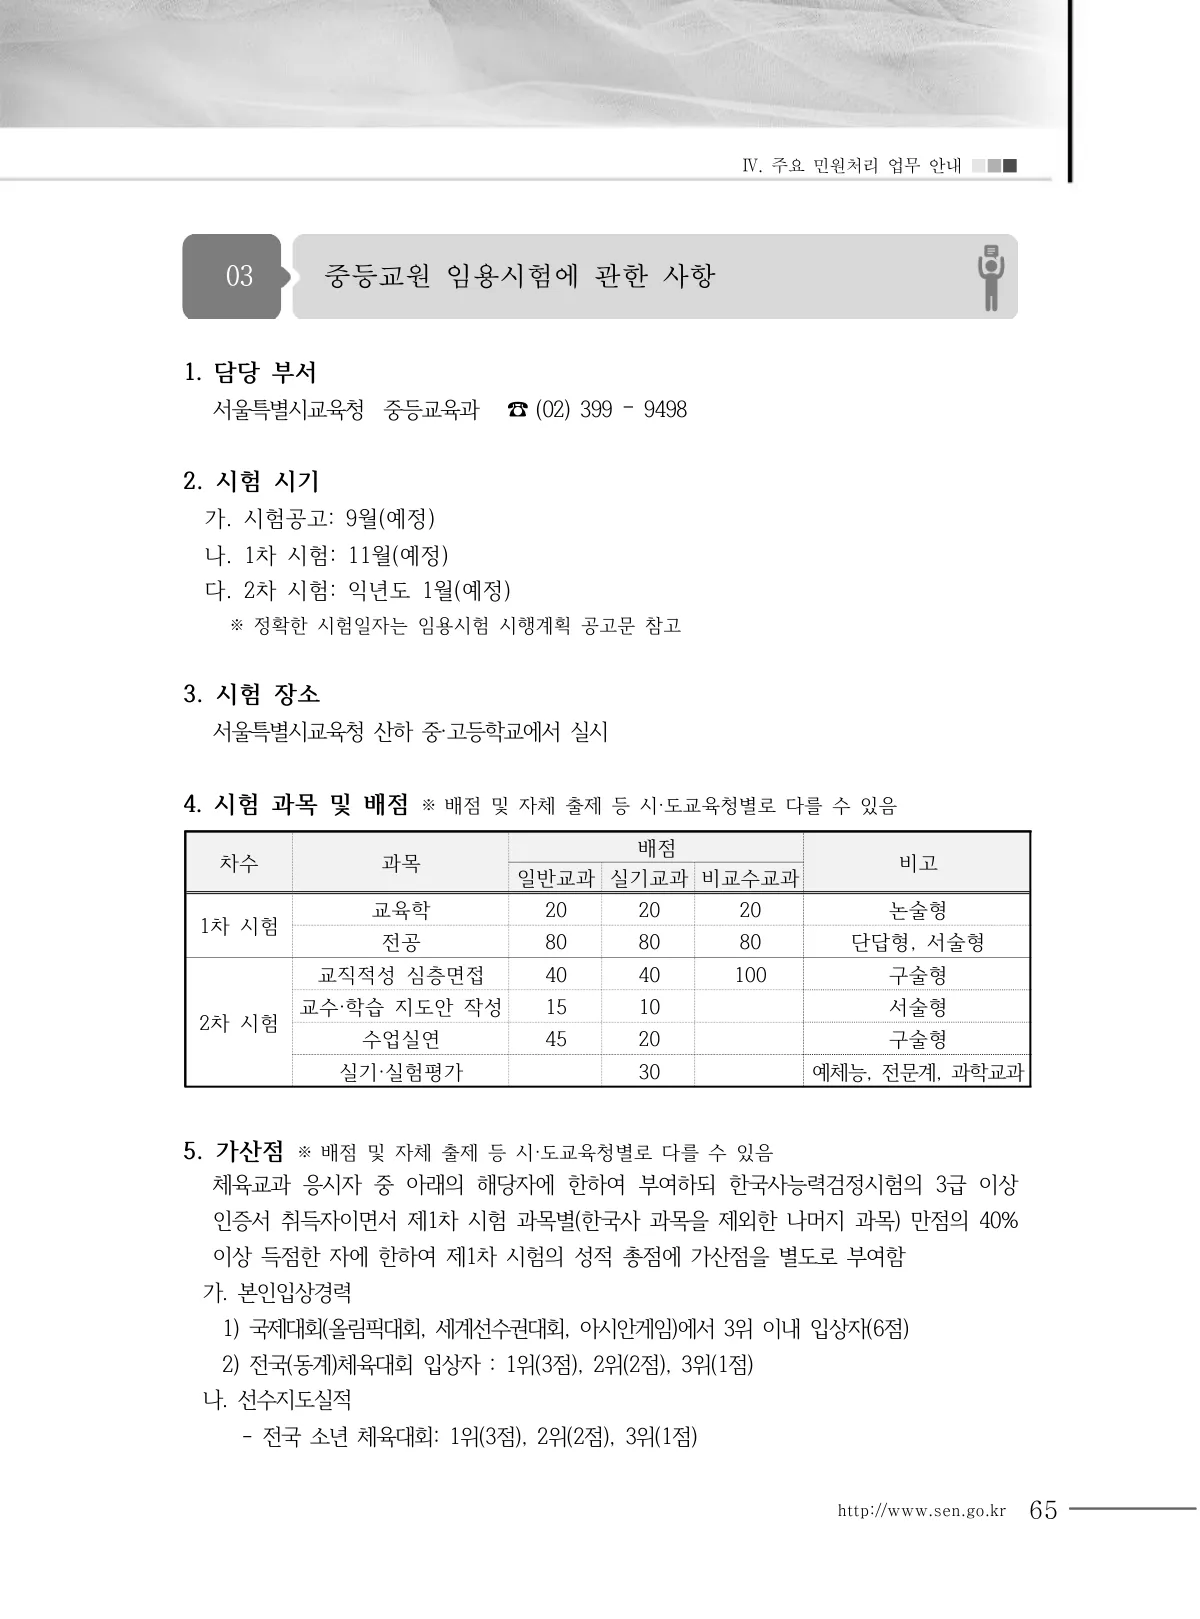 Ⅳ. 주요 민원처리 업무 안내
03
중등교원 임용시험에 관한 사항
1. 담당 부서
서울특별시교육청 중등교육과 ☎ (02) 399 - 9498
2. 시험 시기
가. 시험공고: 9월(예정)
나. 1차 시험: 11월(예정)
다. 2차 시험: 익년도 1월(예정)
※ 정확한 시험일자는 임용시험 시행계획 공고문 참고
3. 시험 장소
서울특별시교육청 산하 중·고등학교에서 실시
4. 시험 과목 및 배점 ※ 배점 및 자체 출제 등 시·도교육청별로 다를 수 있음
차수 과목 배점 비고
일반교과 실기교과 비교수교과
1차 시험 교육학 20 20 20 논술형
전공 80 80 80 단답형, 서술형
2차 시험 교직적성 심층면접 40 40 100 구술형
교수·학습 지도안 작성 15 10 서술형
수업실연 45 20 구술형
실기·실험평가 30 예체능, 전문계, 과학교과
5. 가산점 ※ 배점 및 자체 출제 등 시·도교육청별로 다를 수 있음
체육교과 응시자 중 아래의 해당자에 한하여 부여하되 한국사능력검정시험의 3급 이상
인증서 취득자이면서 제1차 시험 과목별(한국사 과목을 제외한 나머지 과목) 만점의 40%
이상 득점한 자에 한하여 제1차 시험의 성적 총점에 가산점을 별도로 부여함
가. 본인입상경력
1) 국제대회(올림픽대회, 세계선수권대회, 아시안게임)에서 3위 이내 입상자(6점)
2) 전국(동계)체육대회 입상자 : 1위(3점), 2위(2점), 3위(1점)
나. 선수지도실적
- 전국 소년 체육대회: 1위(3점), 2위(2점), 3위(1점)
http://www.sen.go.kr 65